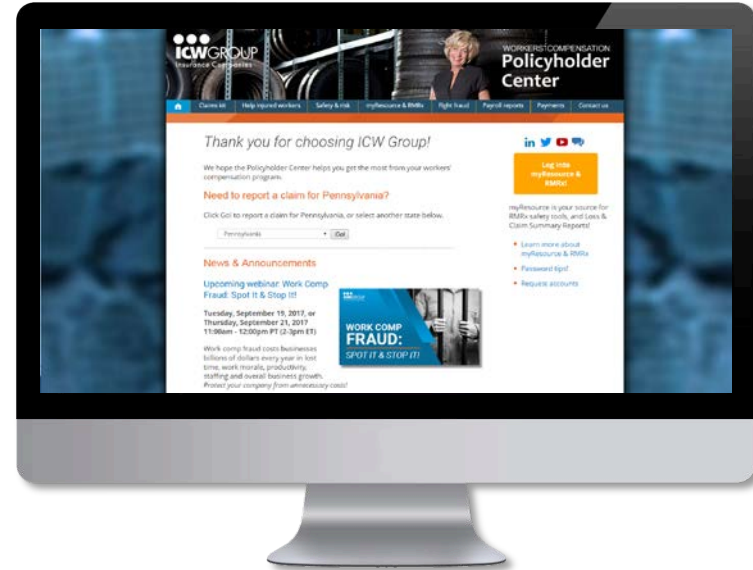 ICWGROUP
Insurance Companies
WORKERS' COMPENSATION
Policyholder
Center
Claims kit Help injured workers Safety & risk myResource & RMRx Fight fraud Payroll reports Payments Contact us
Thank you for choosing ICW Group!
We hope the Policyholder Center helps you get the most from your workers'
compensation program.
Need to report a claim for Pennsylvania?
Click Go! to report a claim for Pennsylvania, or select another state below.
Pennsylvania Go!
News & Announcements
Upcoming webinar: Work Comp
Fraud: Spot It & Stop It!
Tuesday, September 19, 2017, or
Thursday, September 21, 2017
11:00am - 12:00pm PT (2-3pm ET)
Work comp fraud costs businesses
billions of dollars every year in lost
time, work morale, productivity,
staffing and overall business growth.
Protect your company from unnecessary costs!
ICWGROUP
WORK COMP
FRAUD:
SPOT IT & STOP IT!
in
Log into
myResource &
RMRx!
myResource is your source for
RMRx safety tools, and Loss &
Claim Summary Reports!
• Learn more about
myResource & RMRx
• Password tips!
• Request accounts